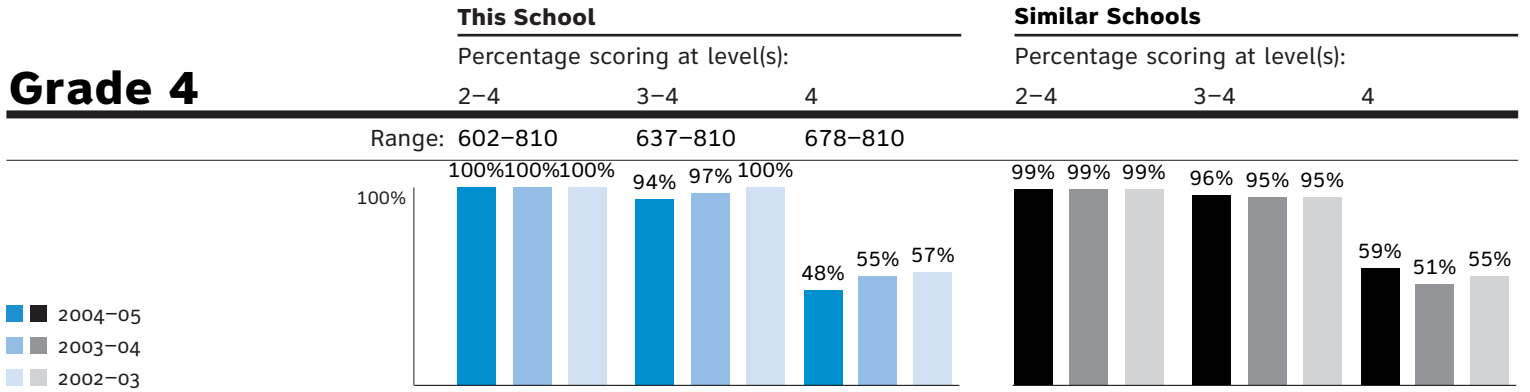 This School
Similar Schools
Percentage scoring at level(s):
Percentage scoring at level(s):
Grade 4
2–4 3–4 4
2–4 3–4 4
Range: 602–810 637–810 678–810
100%
100% 100% 100% 94% 97% 100% 48% 55% 57%
99% 99% 99% 96% 95% 95% 59% 51% 55%
2004–05
2003–04
2002–03